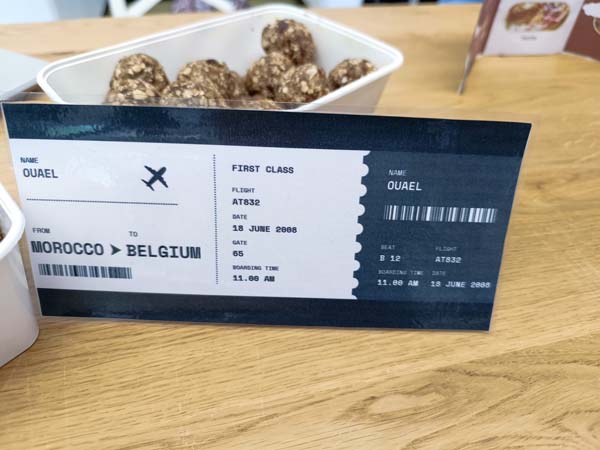 NAME
OUAEL
FROM
TO
MOROCCO ➤ BELGIUM
FIRST CLASS
FLIGHT
AT832
DATE
18 JUNE 2008
GATE
65
BOARDING TIME
11.00 AM
NAME
OUAEL
SEAT
FLIGHT
B 12
AT832
BOARDING TIME
DATE
11.00 AM
18 JUNE 2008